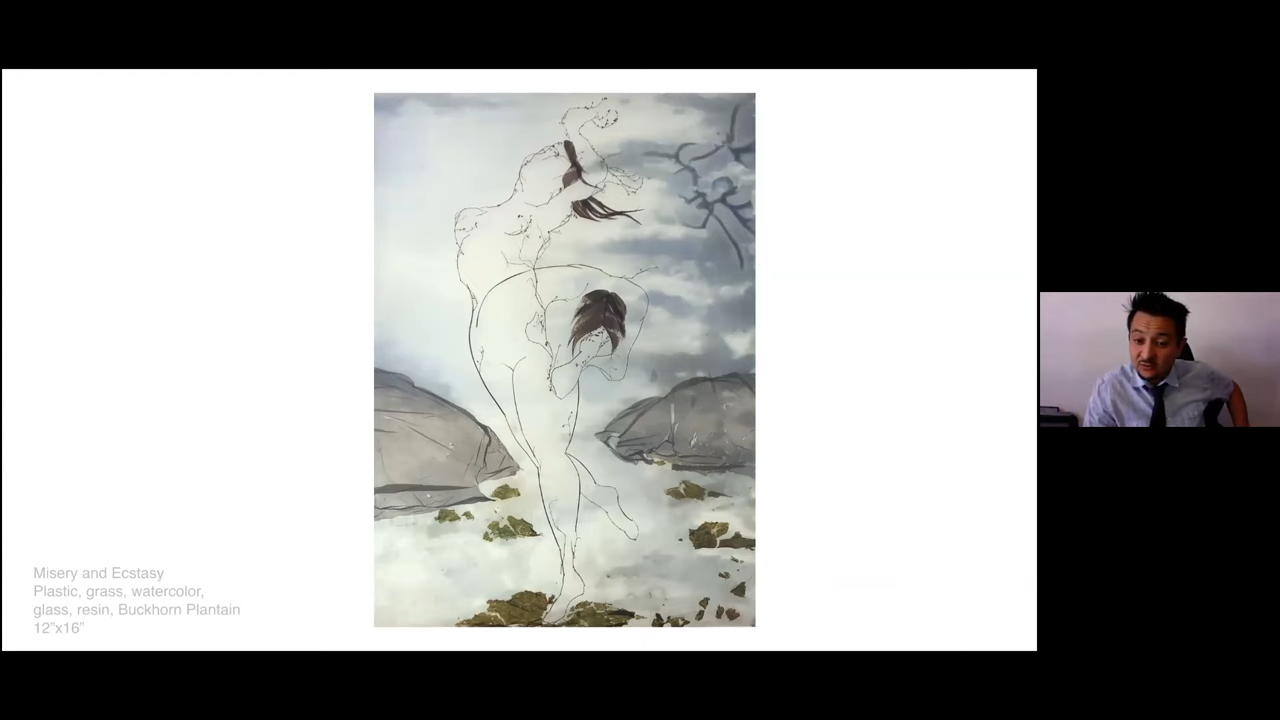 Misery and Ecstasy
Plastic, grass, watercolor,
glass, resin, Buckhorn Plantain
12”x16”